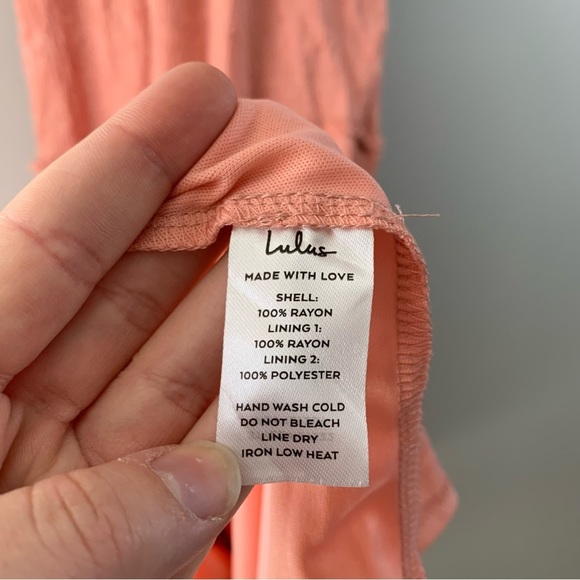 Lulus
MADE WITH LOVE
SHELL:
100% RAYON
LINING 1:
100% RAYON
LINING 2:
100% POLYESTER
HAND WASH COLD
DO NOT BLEACH
LINE DRY
IRON LOW HEAT